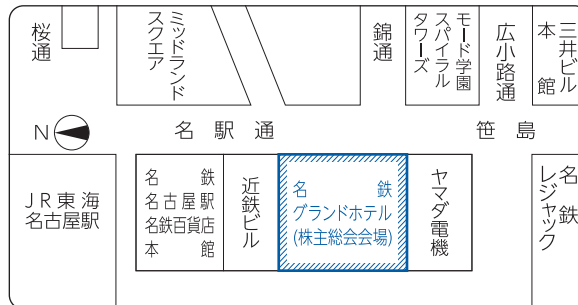 桜通
ミッドランド
スクエア
錦通
モード学園
スパイラル
タワーズ
広小路通
三井ビル
本館
N
名駅通
笹島
JR東海
名古屋駅
名鉄
名古屋駅
名鉄百貨店
本館
近鉄ビル
名鉄
グランドホテル
(株主総会会場)
ヤマダ電機
名鉄
レジャック